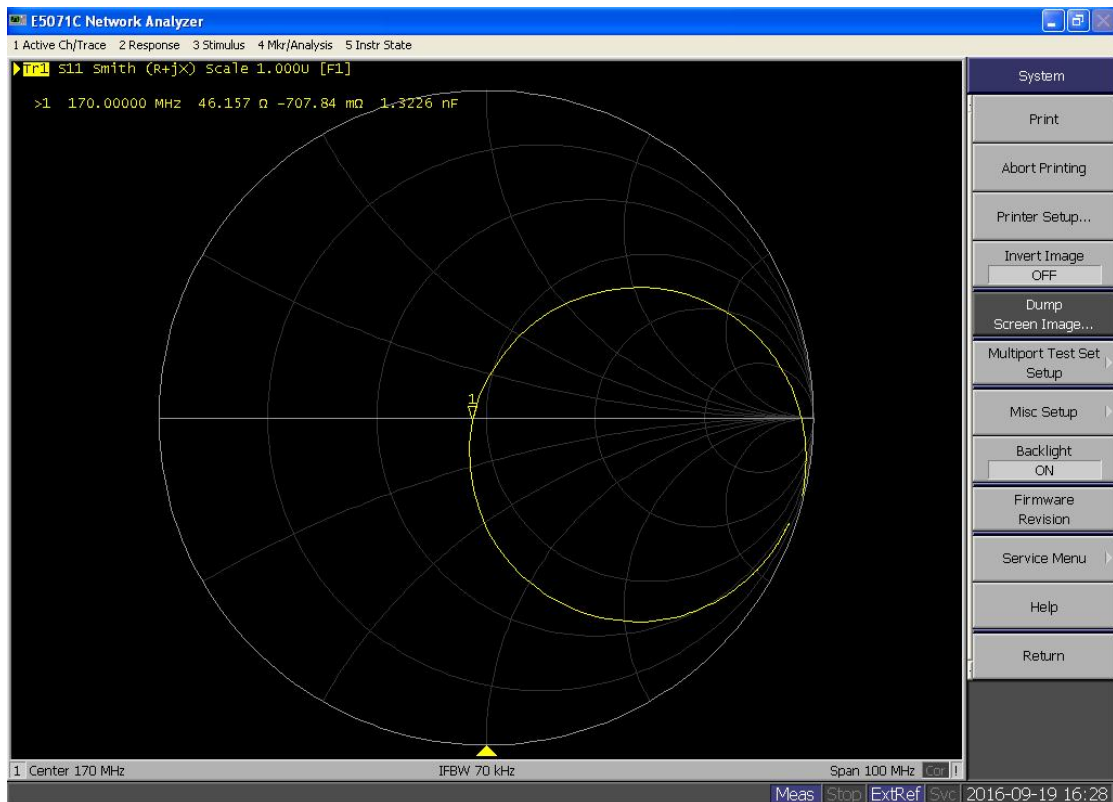 E5071C Network Analyzer
1 Active Ch/Trace 2 Response 3 Stimulus 4 Mkr/Analysis 5 Instr State
Tr1 S11 Smith (R+jX) Scale 1.000U [F1]
>1 170.00000 MHz 46.157 Ω -707.84 mΩ 1.3226 nF
1
System
Print
Abort Printing
Printer Setup...
Invert Image
OFF
Dump
Screen Image...
Multiport Test Set
Setup
Misc Setup
Backlight
ON
Firmware
Revision
Service Menu
Help
Return
1 Center 170 MHz IFBW 70 kHz Span 100 MHz Cor !
Meas Stop ExtRef Svc 2016-09-19 16:28